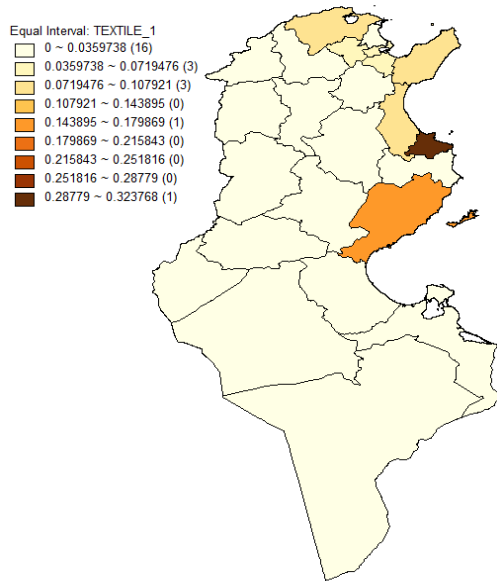 Equal Interval: TEXTILE_1
0 ~ 0.0359738 (16)
0.0359738 ~ 0.0719476 (3)
0.0719476 ~ 0.107921 (3)
0.107921 ~ 0.143895 (0)
0.143895 ~ 0.179869 (1)
0.179869 ~ 0.215843 (0)
0.215843 ~ 0.251816 (0)
0.251816 ~ 0.28779 (0)
0.28779 ~ 0.323768 (1)